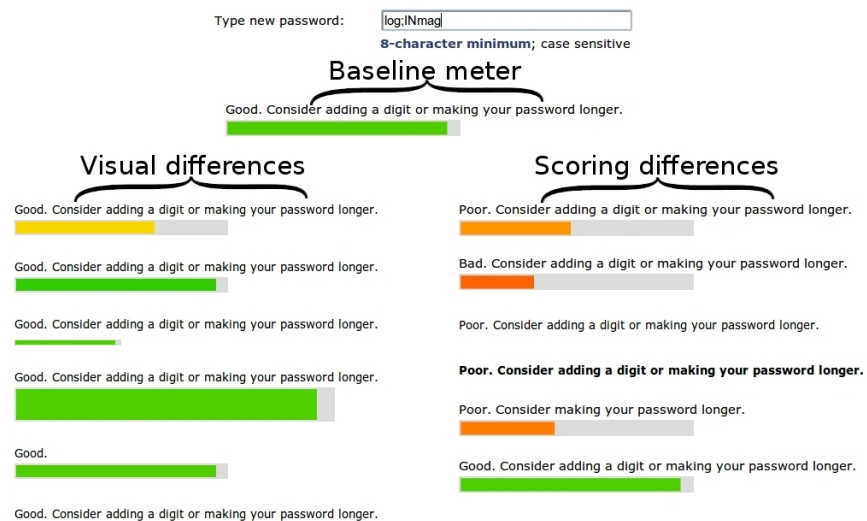 Type new password: log;INmag
8-character minimum; case sensitive
Baseline meter
Good. Consider adding a digit or making your password longer.
Visual differences
Good. Consider adding a digit or making your password longer.
Good. Consider adding a digit or making your password longer.
Good. Consider adding a digit or making your password longer.
Good. Consider adding a digit or making your password longer.
Good.
Good. Consider adding a digit or making your password longer.
Scoring differences
Poor. Consider adding a digit or making your password longer.
Bad. Consider adding a digit or making your password longer.
Poor. Consider adding a digit or making your password longer.
Poor. Consider adding a digit or making your password longer.
Poor. Consider making your password longer.
Good. Consider adding a digit or making your password longer.